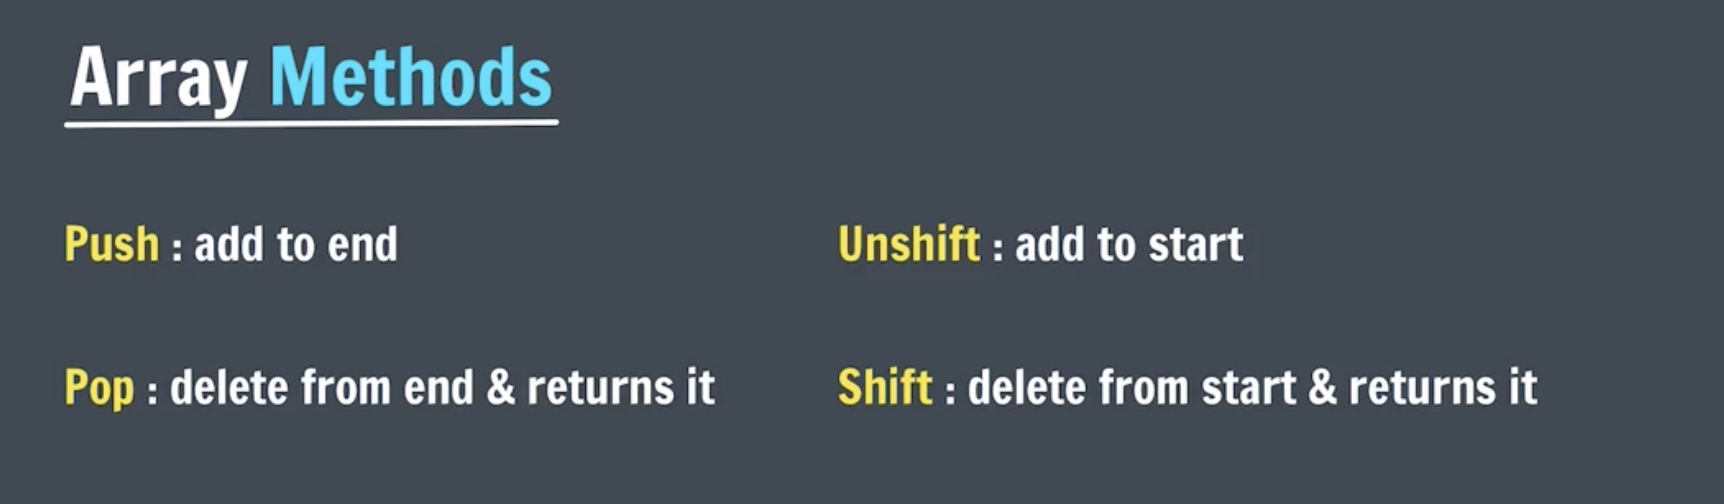 Array Methods
Push : add to end
Unshift : add to start
Pop : delete from end & returns it
Shift : delete from start & returns it